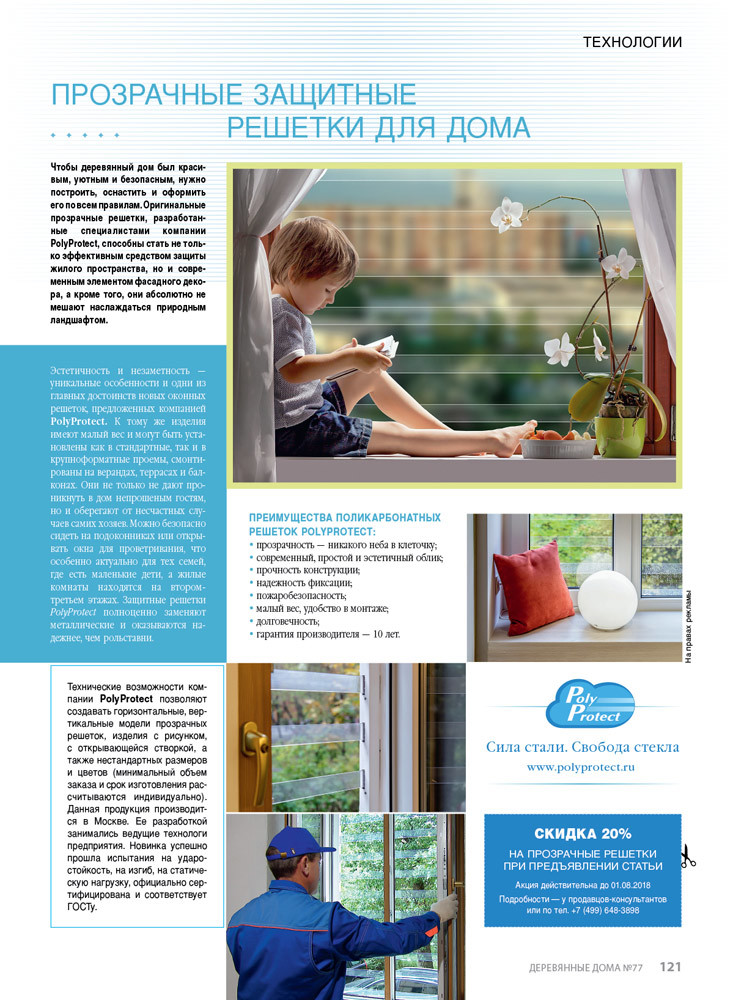 ТЕХНОЛОГИИ
ПРОЗРАЧНЫЕ ЗАЩИТНЫЕ
РЕШЕТКИ ДЛЯ ДОМА
Чтобы деревянный дом был краси-
вым, уютным и безопасным, нужно
построить, оснастить и оформить
его по всем правилам. Оригинальные
прозрачные решетки, разработан-
ные специалистами компании
PolyProtect, способны стать не толь-
ко эффективным средством защиты
жилого пространства, но и совре-
менным элементом фасадного деко-
ра, а кроме того, они абсолютно не
мешают наслаждаться природным
ландшафтом.
Эстетичность и незаметность —
уникальные особенности и одни из
главных достоинств новых оконных
решеток, предложенных компанией
PolyProtect. К тому же изделия
имеют малый вес и могут быть уста-
новлены как в стандартные, так и в
крупноформатные проемы, смонти-
рованы на верандах, террасах и бал-
конах. Они не только не дают про-
никнуть в дом непрошеным гостям,
но и оберегают от несчастных слу-
чаев самих хозяев. Можно безопасно
сидеть на подоконниках или откры-
вать окна для проветривания, что
особенно актуально для тех семей,
где есть маленькие дети, а жилые
комнаты находятся на втором-
третьем этажах. Защитные решетки
PolyProtect полноценно заменяют
металлические и оказываются на-
дежнее, чем рольставни.
ПРЕИМУЩЕСТВА ПОЛИКАРБОНАТНЫХ
РЕШЕТОК POLYPROTECT:
• прозрачность — никакого неба в клеточку;
• современный, простой и эстетичный облик;
• прочность конструкции;
• надежность фиксации;
• пожаробезопасность;
• малый вес, удобство в монтаже;
• долговечность;
• гарантия производителя — 10 лет.
На правах рекламы
Технические возможности ком-
пании PolyProtect позволяют
создавать горизонтальные, вер-
тикальные модели прозрачных
решеток, изделия с рисунком,
с открывающейся створкой, а
также нестандартных размеров
и цветов (минимальный объем
заказа и срок изготовления рас-
считываются индивидуально).
Данная продукция производит-
ся в Москве. Ее разработкой
занимались ведущие технологи
предприятия. Новинка успешно
прошла испытания на ударо-
стойкость, на изгиб, на статиче-
скую нагрузку, официально сер-
тифицирована и соответствует
ГОСТу.
Poly
Protect
Сила стали. Свобода стекла
www.polyprotect.ru
СКИДКА 20%
НА ПРОЗРАЧНЫЕ РЕШЕТКИ
ПРИ ПРЕДЪЯВЛЕНИИ СТАТЬИ
Акция действительна до 01.08.2018
Подробности — у продавцов-консультантов
или по тел. +7 (499) 648-3898
ДЕРЕВЯННЫЕ ДОМА №77 121